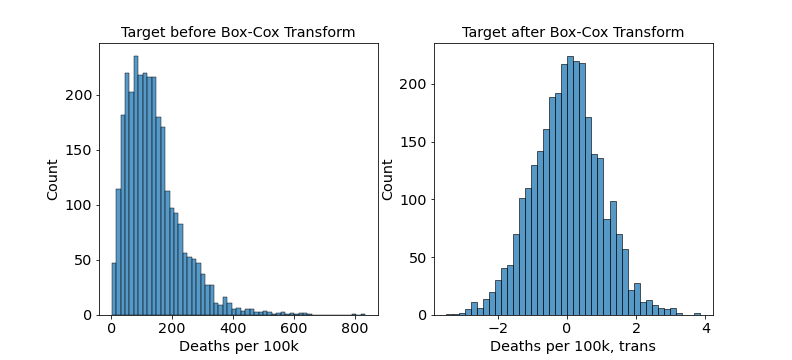 Target before Box-Cox Transform
Count
200
150
100
50
0
0 200 400 600 800
Deaths per 100k
Target after Box-Cox Transform
Count
200
150
100
50
0
−2 0 2 4
Deaths per 100k, trans